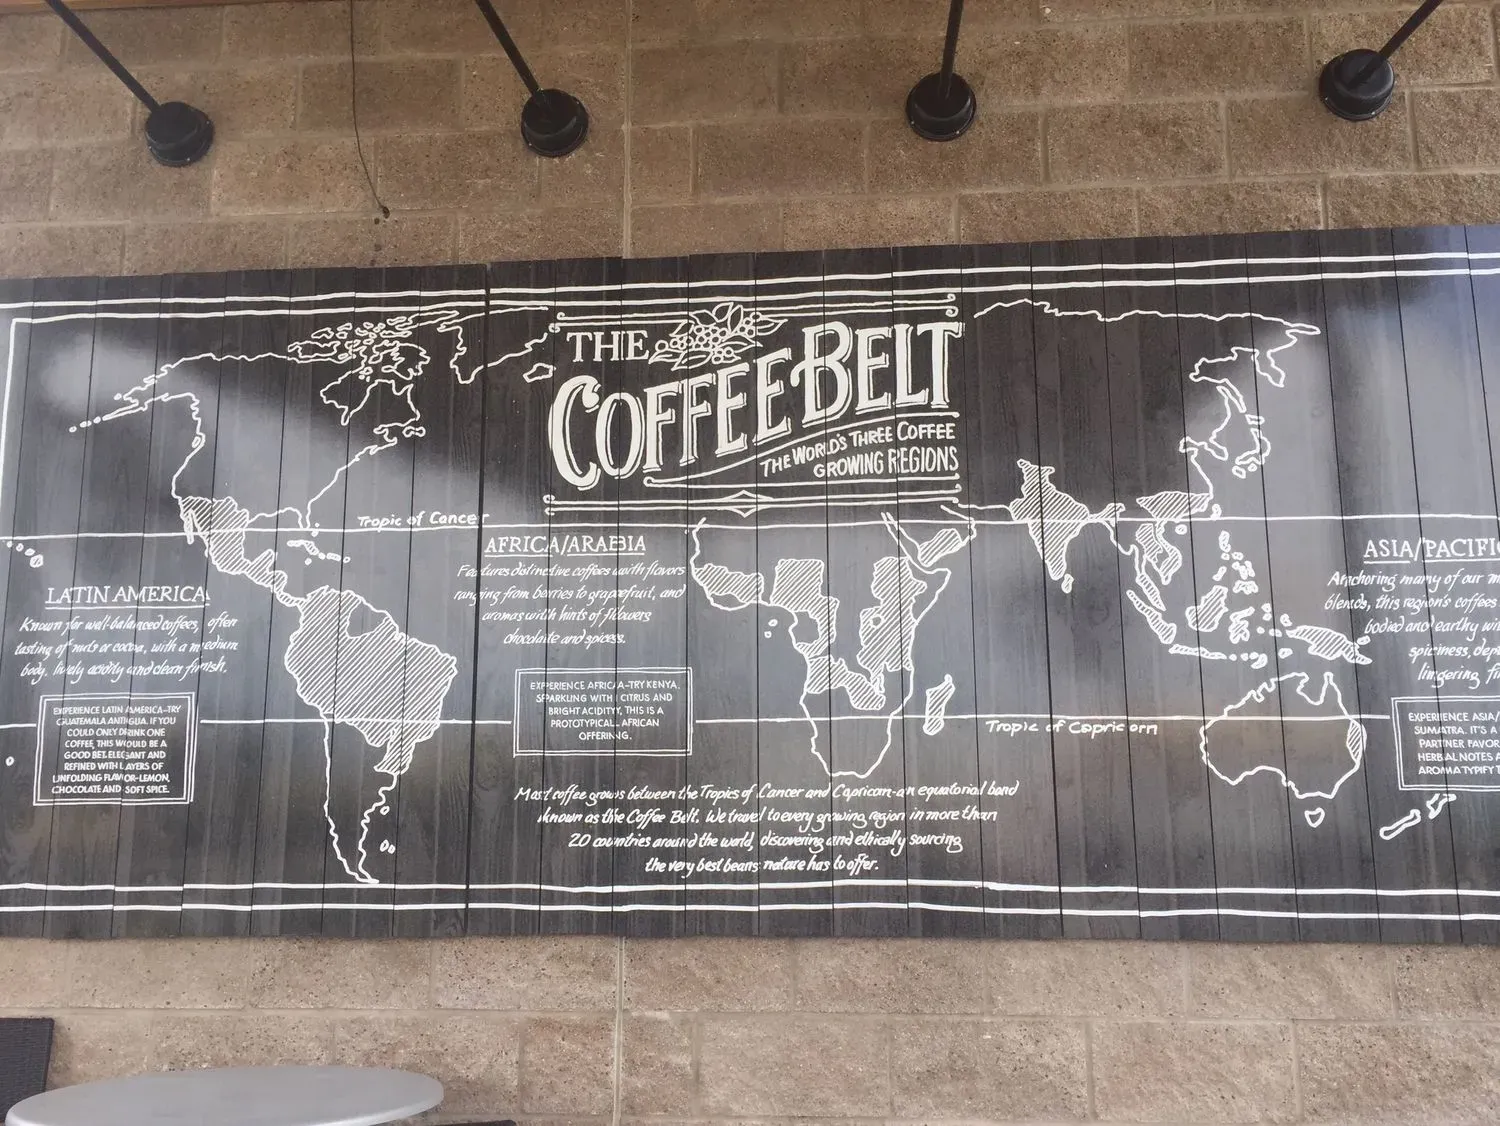 THE
COFFEE BELT
THE WORLD'S THREE COFFEE
GROWING REGIONS
Tropic of Cancer
LATIN AMERICA
Known for well-balanced coffees, often
tasting of nuts or cocoa, with a medium
body, lively acidity and clean finish.
EXPERIENCE LATIN AMERICA-TRY
GUATEMALA ANTIGUA. IF YOU
COULD ONLY DRINK ONE
COFFEE, THIS WOULD BE A
GOOD BET. ELEGANT AND
REFINED WITH LAYERS OF
UNFOLDING FLAVOR-LEMON,
CHOCOLATE AND SOFT SPICE.
AFRICA/ARABIA
Features distinctive coffees with flavors
ranging from berries to grapefruit, and
aromas with hints of flowers
chocolate and spices.
EXPERIENCE AFRICA-TRY KENYA.
SPARKLING WITH CITRUS AND
BRIGHT ACIDITY, THIS IS A
PROTOTYPICAL AFRICAN
OFFERING.
Tropic of Capricorn
Most coffee grows between the Tropics of Cancer and Capricorn-an equatorial band
known as the Coffee Belt. We travel to every growing region in more than
20 countries around the world, discovering and ethically sourcing
the very best beans nature has to offer.
ASIA/PACIFIC
Anchoring many of our
blends, this region's coffees
bodied and earthy
spiciness,
lingering
EXPERIENCE ASIA/
SUMATRA. IT'S A
PARTNER FAVOR
HERBAL NOTES
AROMA TYPIFY